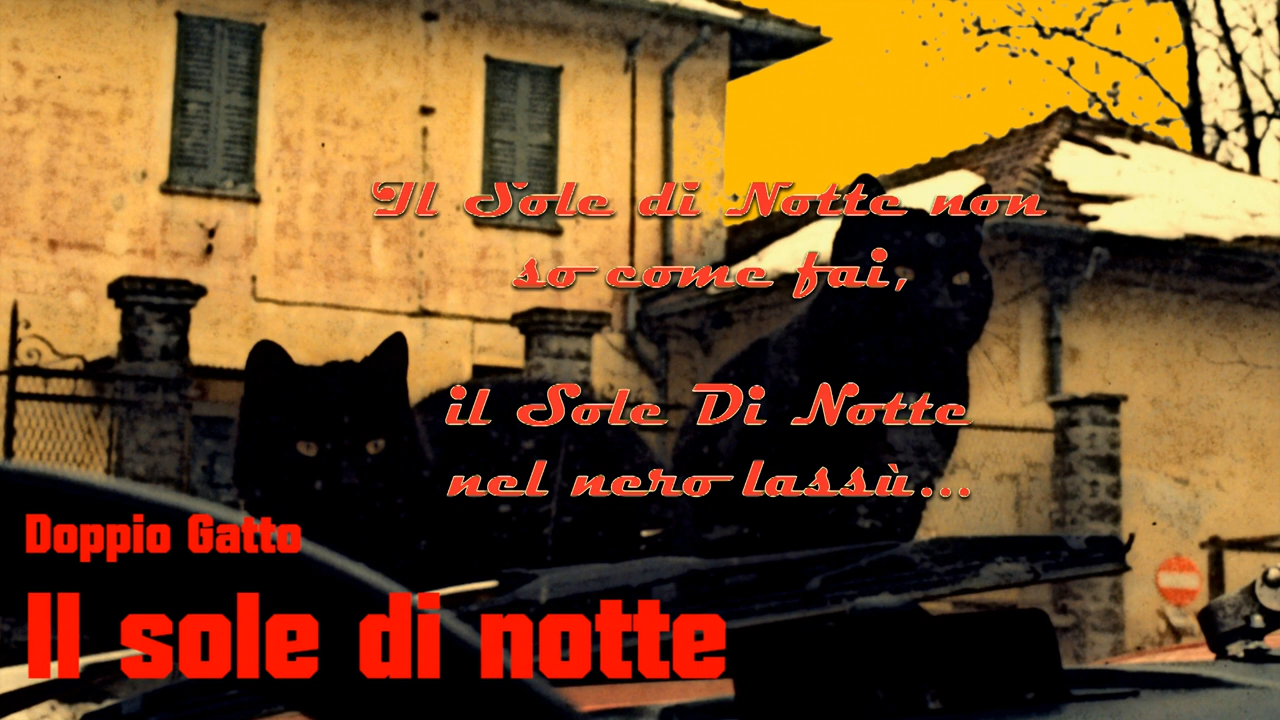 Il Sole di Notte non
so come fai,
il Sole Di Notte
nel nero lassù...
Doppio Gatto
Il sole di notte